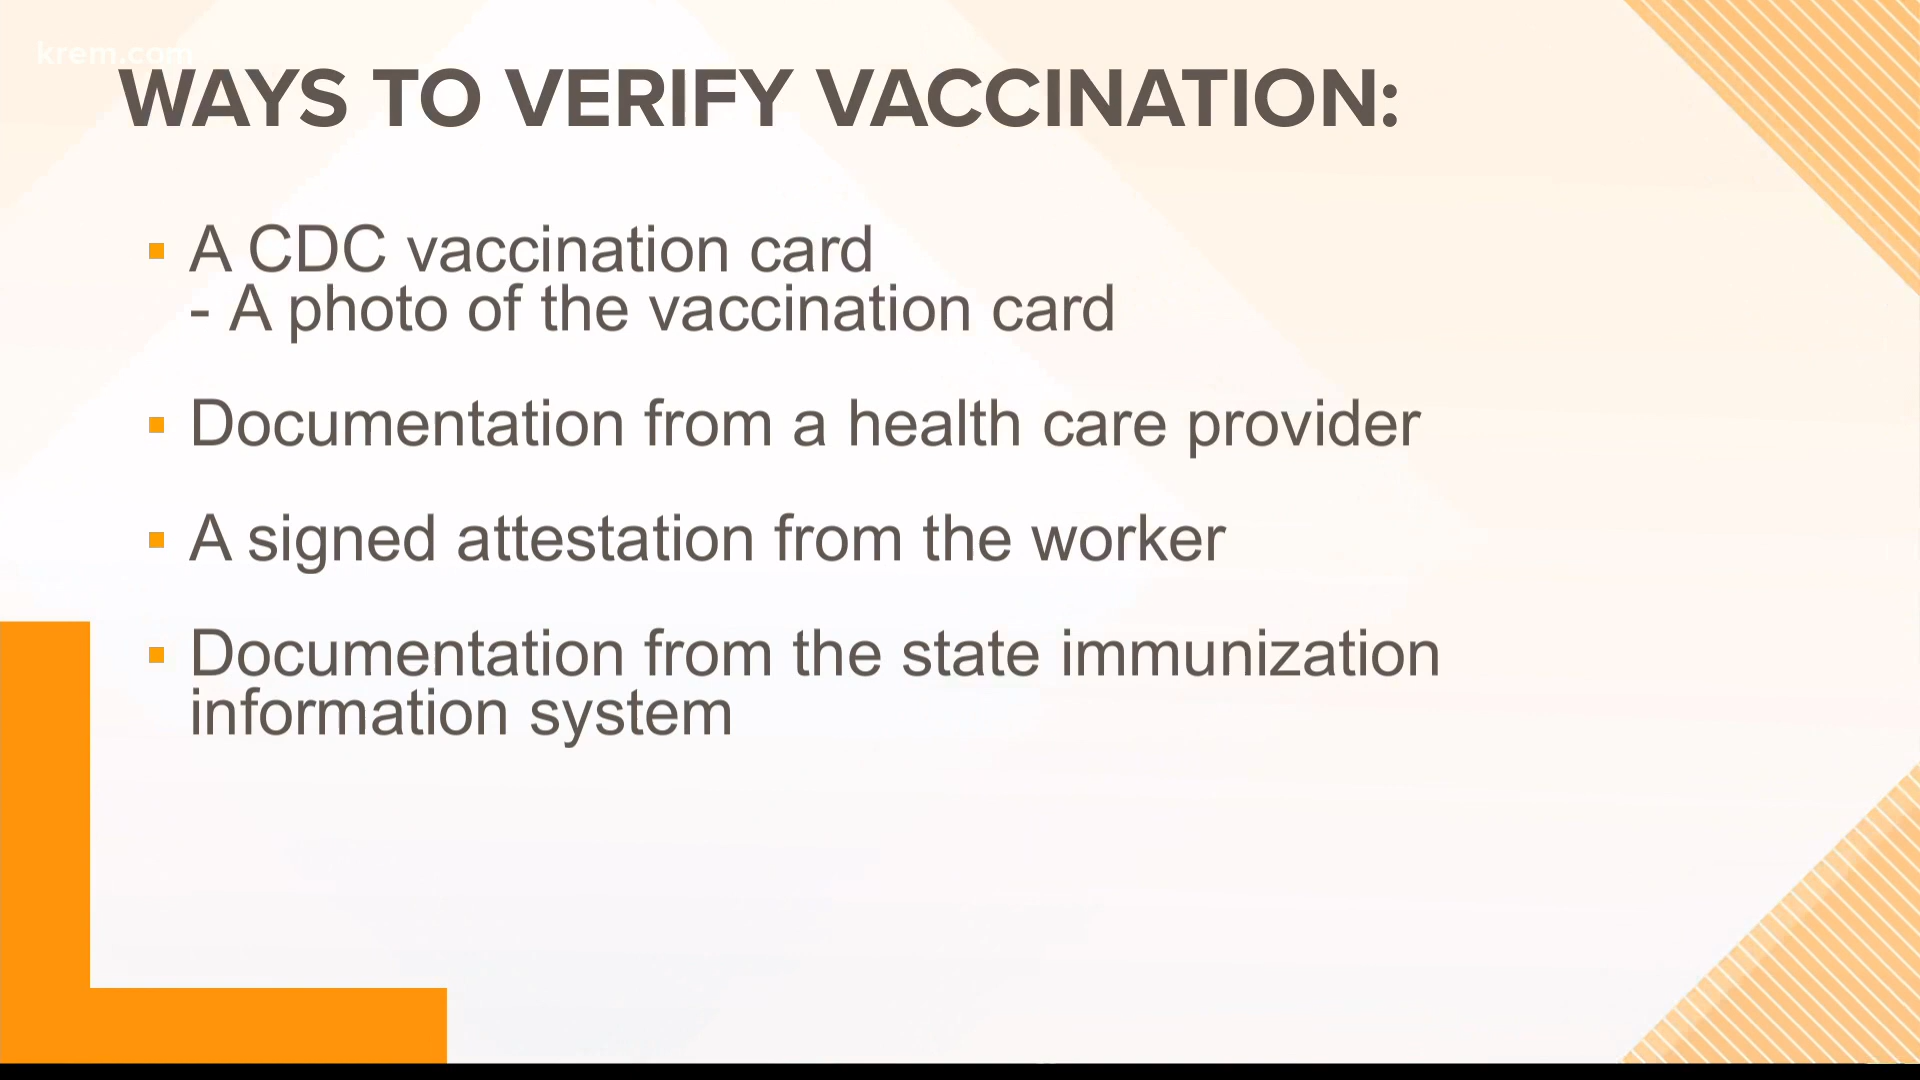 krem.com
WAYS TO VERIFY VACCINATION:
▪ A CDC vaccination card
- A photo of the vaccination card
▪ Documentation from a health care provider
▪ A signed attestation from the worker
▪ Documentation from the state immunization
information system